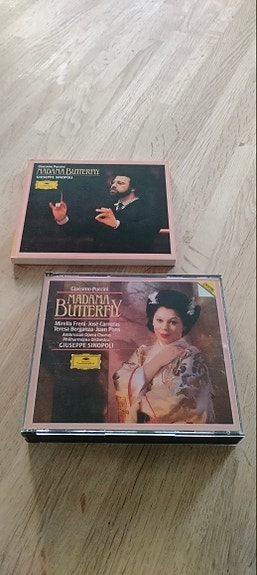 Giacomo Puccini
MADAMA BUTTERFLY
GIUSEPPE SINOPOLI
Giacomo Puccini
MADAMA
BUTTERFLY
Mirella Freni·José Carreras
Teresa Berganza·Juan Pons
Ambrosian Opera Chorus
Philharmonia Orchestra
GIUSEPPE SINOPOLI